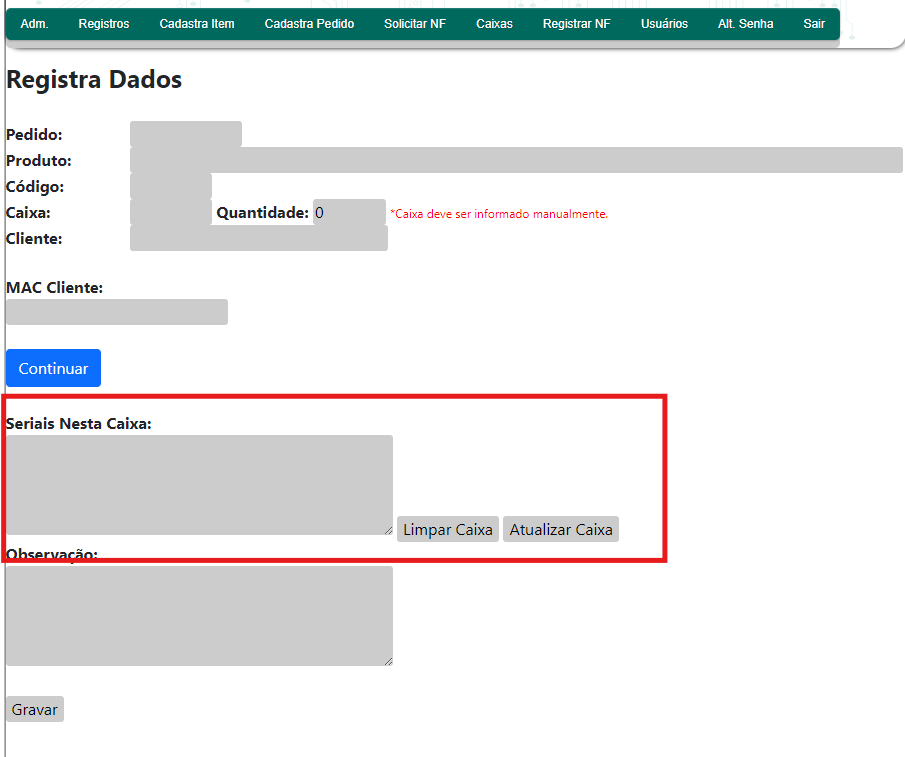 Adm. Registros Cadastra Item Cadastra Pedido Solicitar NF Caixas Registrar NF Usuários Alt. Senha Sair
Registra Dados
Pedido:
Produto:
Código:
Caixa: Quantidade: 0 *Caixa deve ser informado manualmente.
Cliente:
MAC Cliente:
Continuar
Seriais Nesta Caixa:
Limpar Caixa Atualizar Caixa
Observação:
Gravar